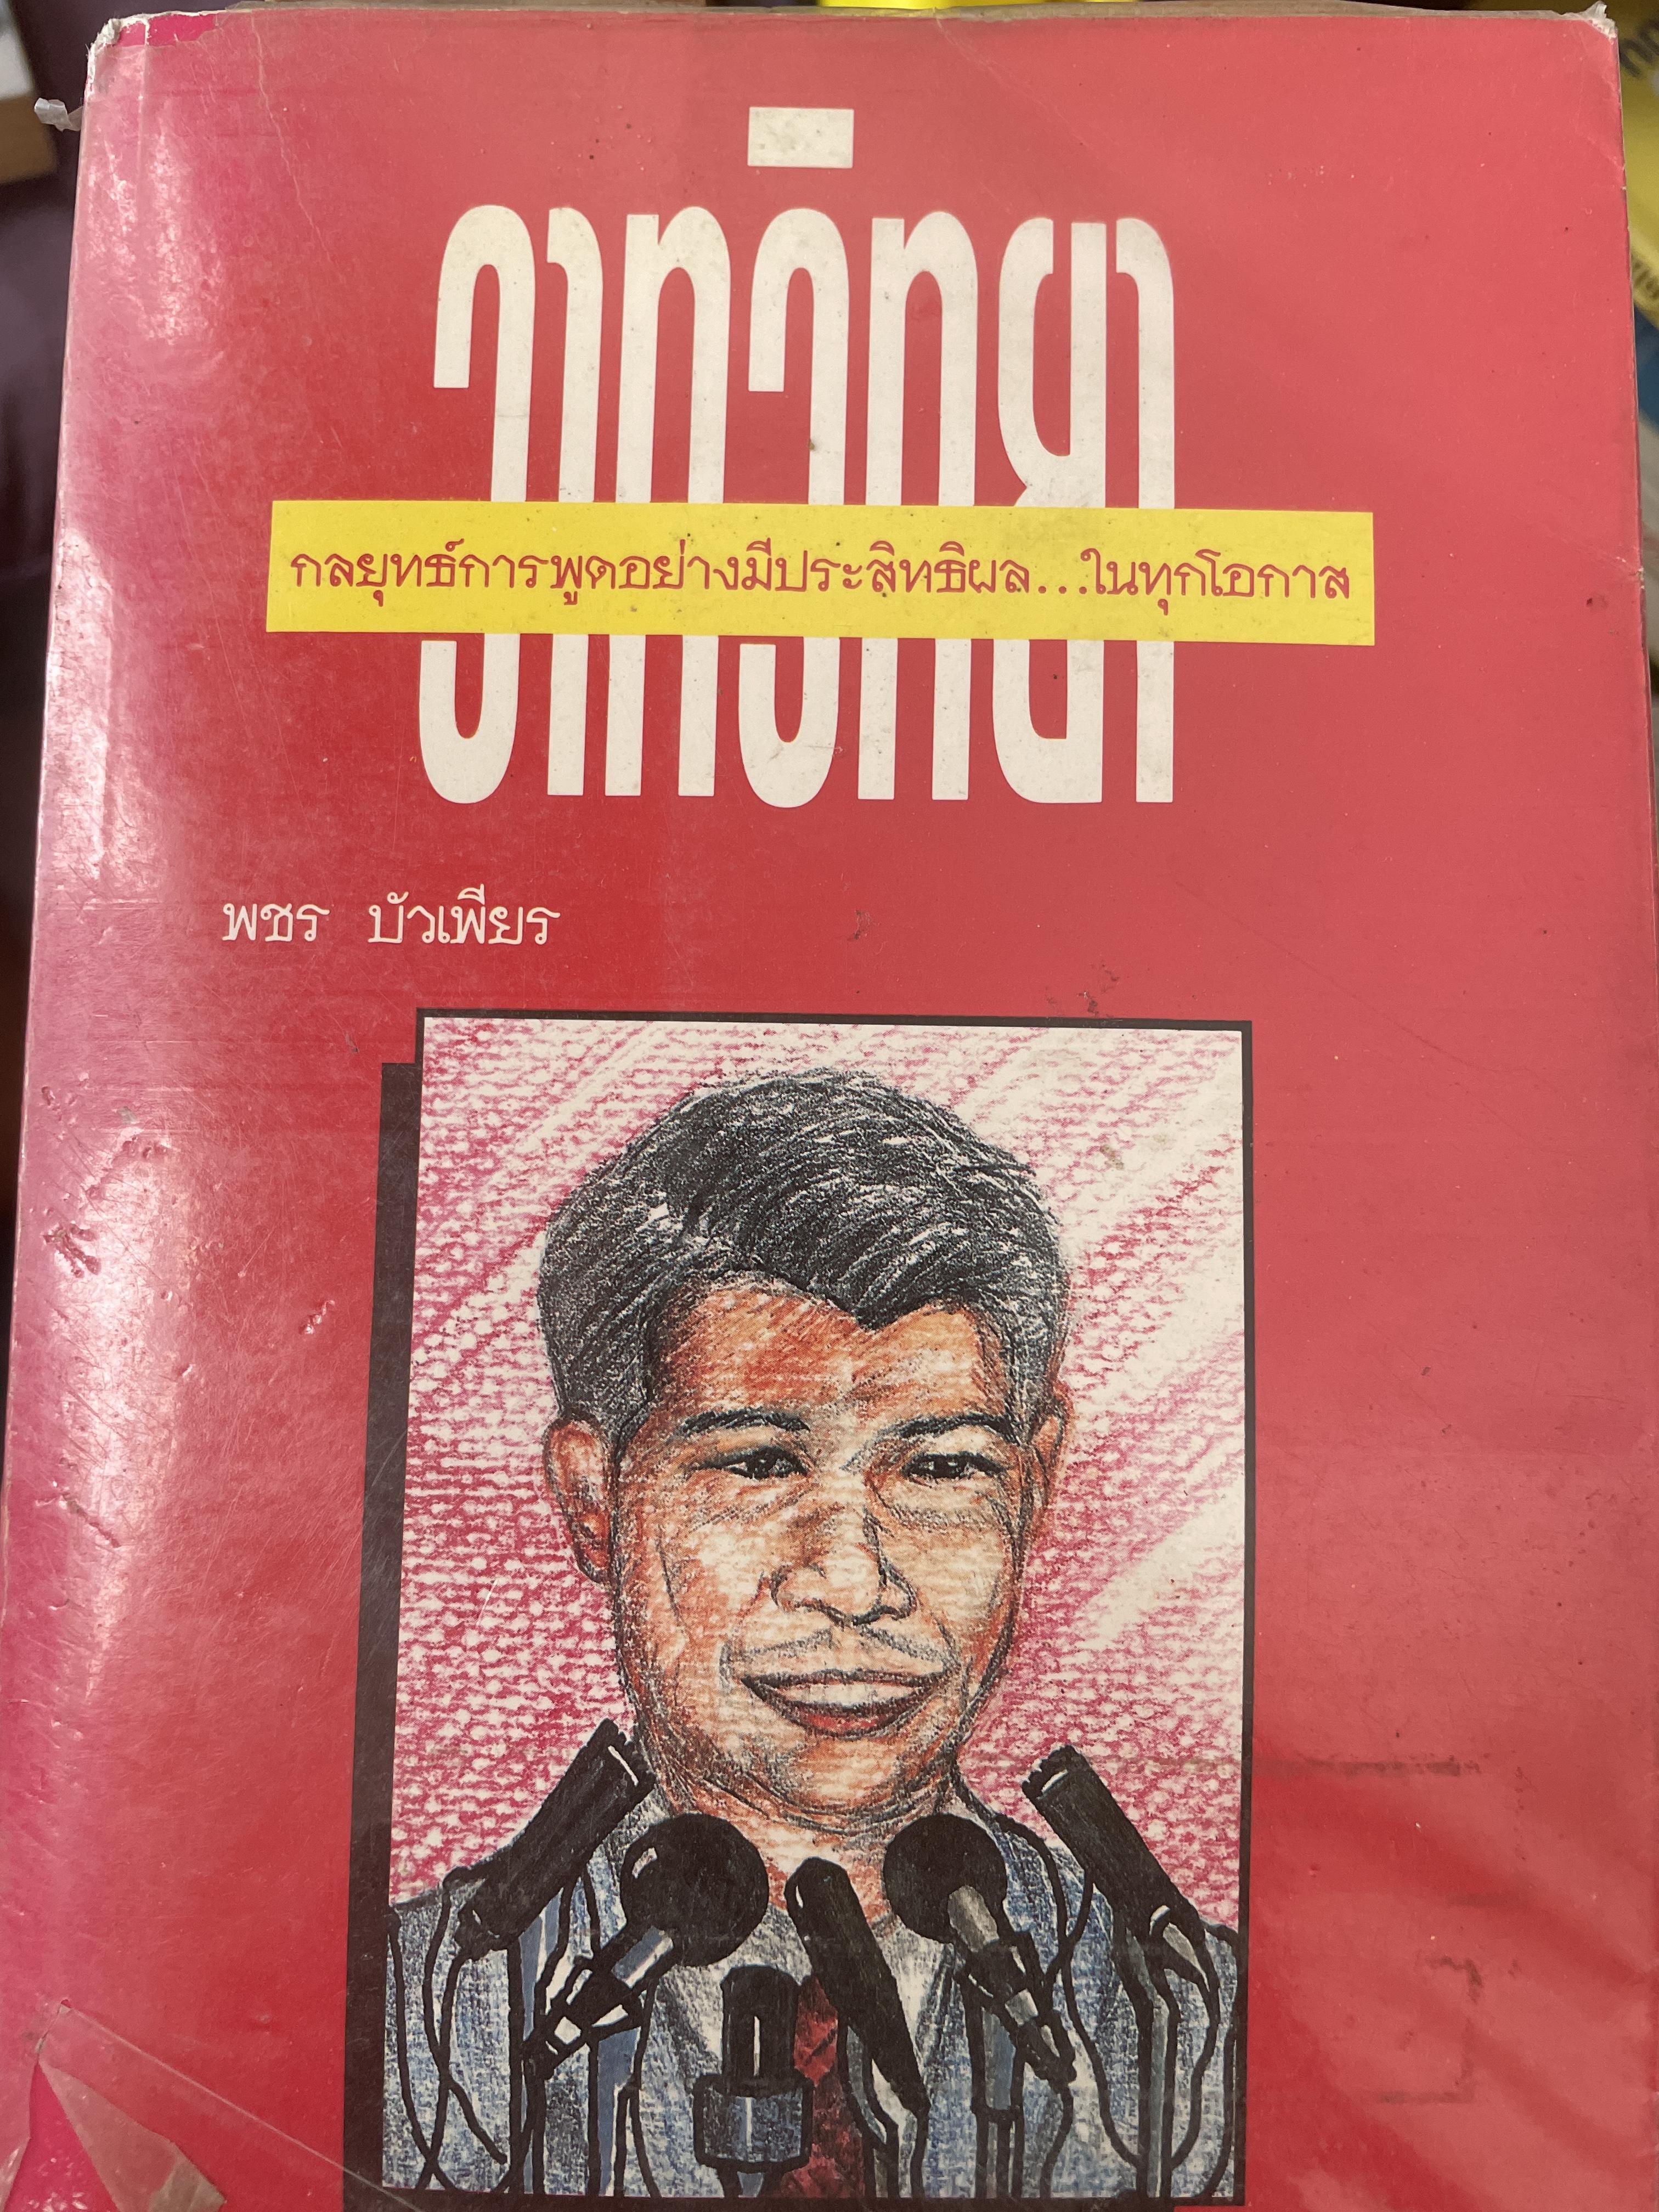 วาทวิทยา
กลยุทธ์การพูดอย่างมีประสิทธิผล...ในทุกโอกาส
พชร บัวเพียร